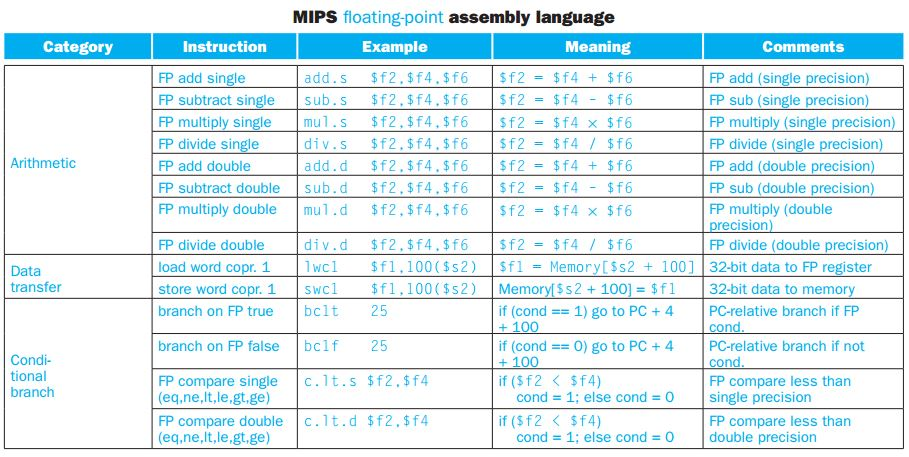 MIPS floating-point assembly language
Category Instruction Example Meaning Comments
Arithmetic
FP add single add.s $f2,$f4,$f6 $f2 = $f4 + $f6 FP add (single precision)
FP subtract single sub.s $f2,$f4,$f6 $f2 = $f4 - $f6 FP sub (single precision)
FP multiply single mul.s $f2,$f4,$f6 $f2 = $f4 × $f6 FP multiply (single precision)
FP divide single div.s $f2,$f4,$f6 $f2 = $f4 / $f6 FP divide (single precision)
FP add double add.d $f2,$f4,$f6 $f2 = $f4 + $f6 FP add (double precision)
FP subtract double sub.d $f2,$f4,$f6 $f2 = $f4 - $f6 FP sub (double precision)
FP multiply double mul.d $f2,$f4,$f6 $f2 = $f4 × $f6 FP multiply (double
precision)
FP divide double div.d $f2,$f4,$f6 $f2 = $f4 / $f6 FP divide (double precision)
Data
transfer
load word copr. 1 lwc1 $f1,100($s2) $f1 = Memory[$s2 + 100] 32-bit data to FP register
store word copr. 1 swc1 $f1,100($s2) Memory[$s2 + 100] = $f1 32-bit data to memory
Condi-
tional
branch
branch on FP true bc1t 25 if (cond == 1) go to PC + 4
+ 100
PC-relative branch if FP
cond.
branch on FP false bc1f 25 if (cond == 0) go to PC + 4
+ 100
PC-relative branch if not
cond.
FP compare single
(eq,ne,lt,le,gt,ge)
c.lt.s $f2,$f4
if ($f2 < $f4)
cond = 1; else cond = 0
FP compare less than
single precision
FP compare double
(eq,ne,lt,le,gt,ge)
c.lt.d $f2,$f4
if ($f2 < $f4)
cond = 1; else cond = 0
FP compare less than
double precision